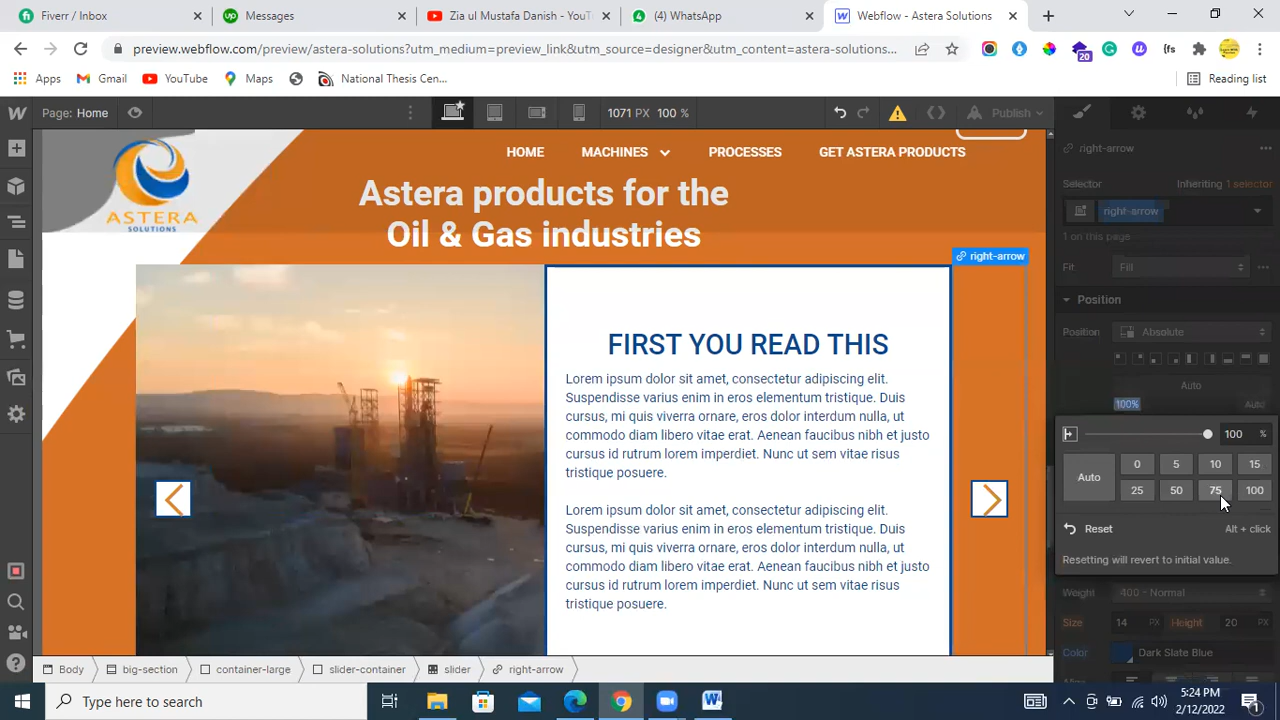 Fiverr / Inbox
Messages
Zia ul Mustafa Danish - YouT
(4) WhatsApp
Webflow - Astera Solutions
preview.webflow.com/preview/astera-solutions?utm_medium=preview_link&utm_source=designer&utm_content=astera-solutions...
20
Apps
Gmail
YouTube
Maps
National Thesis Cen...
Reading list
Page: Home
1071 PX 100 %
Publish
HOME
MACHINES
PROCESSES
GET ASTERA PRODUCTS
right-arrow
Selector
Inheriting 1 selector
right-arrow
1 on this page
Fit
Fill
Position
Position
Absolute
Auto
100%
Auto
100 %
Auto
0
5
10
15
25
50
75
100
Reset
Alt + click
Resetting will revert to initial value.
Weight
400 - Normal
Size
14 PX
Height
20 PX
Color
Dark Slate Blue
ASTERA
SOLUTIONS
Astera products for the
Oil & Gas industries
right-arrow
FIRST YOU READ THIS
Lorem ipsum dolor sit amet, consectetur adipiscing elit.
Suspendisse varius enim in eros elementum tristique. Duis
cursus, mi quis viverra ornare, eros dolor interdum nulla, ut
commodo diam libero vitae erat. Aenean faucibus nibh et justo
cursus id rutrum lorem imperdiet. Nunc ut sem vitae risus
tristique posuere.
Lorem ipsum dolor sit amet, consectetur adipiscing elit.
Suspendisse varius enim in eros elementum tristique. Duis
cursus, mi quis viverra ornare, eros dolor interdum nulla, ut
commodo diam libero vitae erat. Aenean faucibus nibh et justo
cursus id rutrum lorem imperdiet. Nunc ut sem vitae risus
tristique posuere.
Body
big-section
container-large
slider-container
slider
right-arrow
Type here to search
5:24 PM
2/12/2022